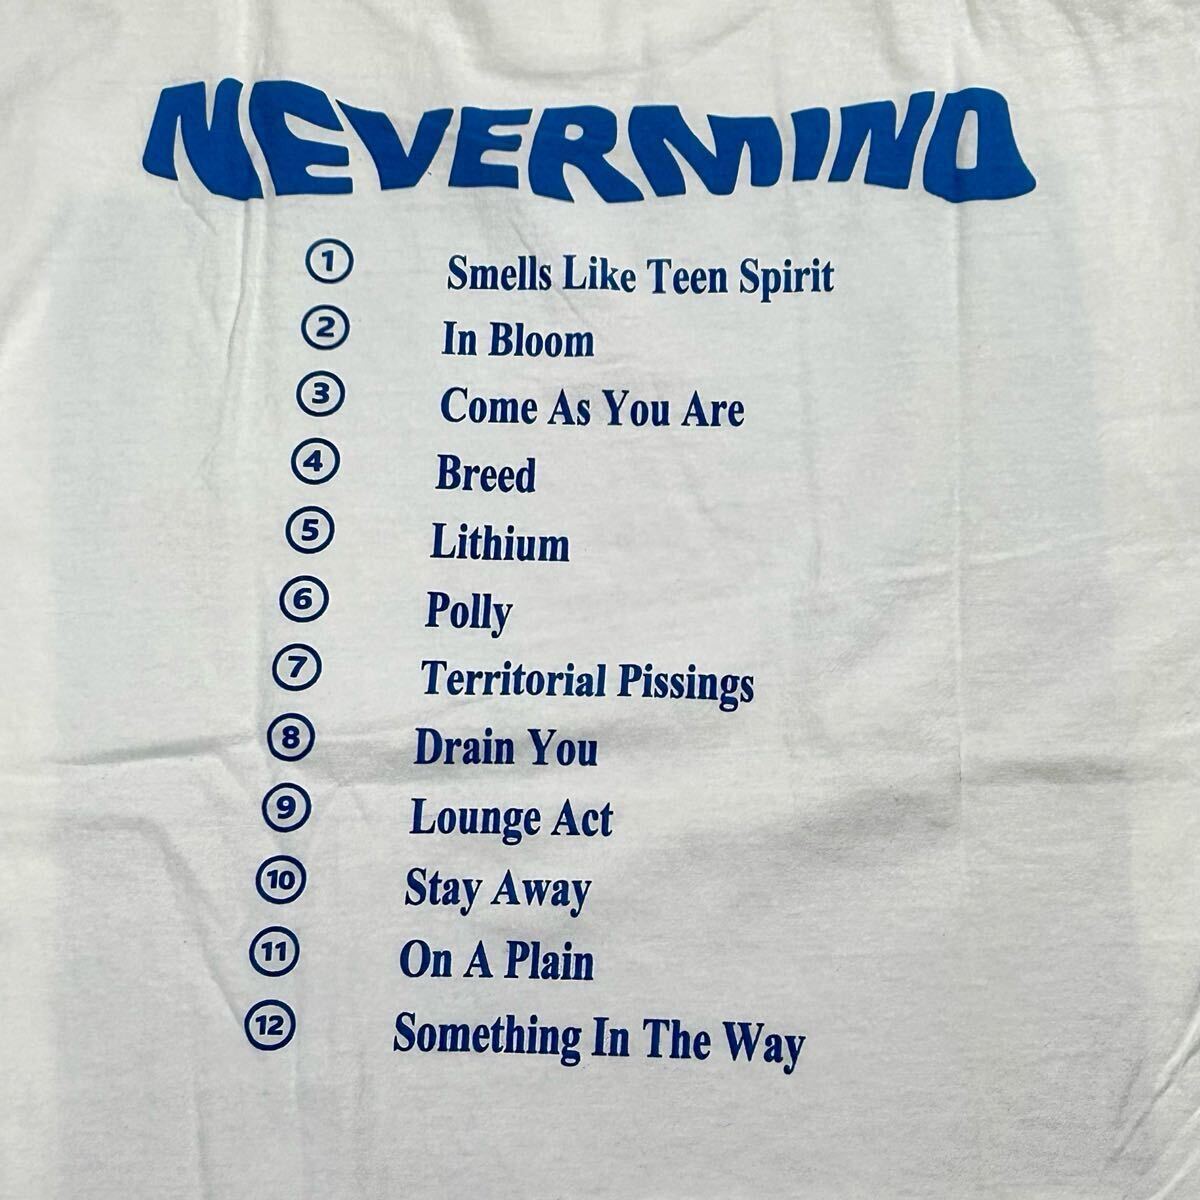 NEVERMIND
1 Smells Like Teen Spirit
2 In Bloom
3 Come As You Are
4 Breed
5 Lithium
6 Polly
7 Territorial Pissings
8 Drain You
9 Lounge Act
10 Stay Away
11 On A Plain
12 Something In The Way